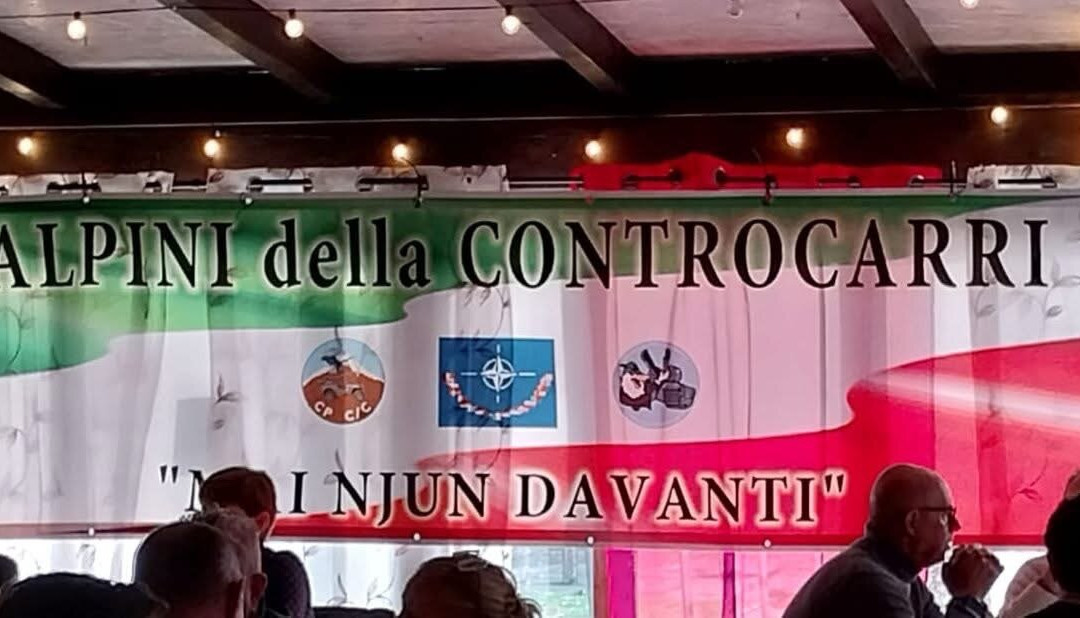 ALPINI della CONTROCARRI
CP C/C
I NJUN DAVANTI"